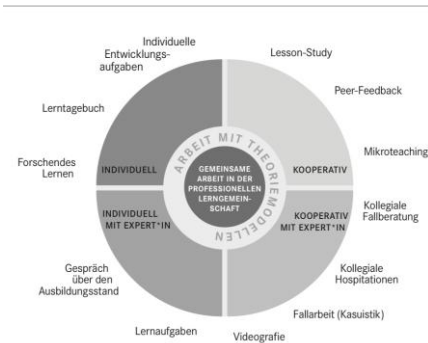 Individuelle
Entwicklungs-
aufgaben
Lerntagebuch
Forschendes
Lernen
Lesson-Study
Peer-Feedback
Mikroteaching
Kollegiale
Fallberatung
Kollegiale
Hospitationen
Fallarbeit (Kasuistik)
Videografie
Lernaufgaben
Gespräch
über den
Ausbildungsstand
INDIVIDUELL
KOOPERATIV
INDIVIDUELL
MIT EXPERT*IN
KOOPERATIV
MIT EXPERT*IN
ARBEIT MIT THEORIEMODELLEN
GEMEINSAME
ARBEIT IN DER
PROFESSIONELLEN
LERNGEMEIN-
SCHAFT